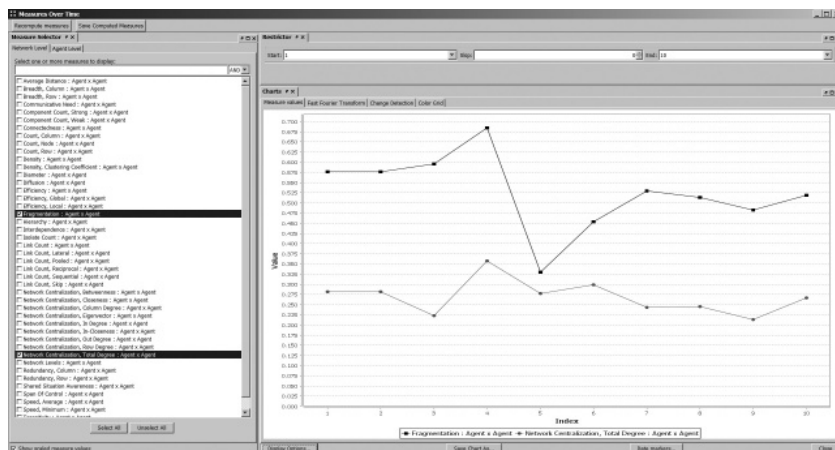 Measures Over Time
Recompute measures Save Computed Measures
Measure Selector
Network Level Agent Level
Select one or more measures to display:
AND
Average Distance : Agent x Agent
Breadth, Column : Agent x Agent
Breadth, Row : Agent x Agent
Communicative Need : Agent x Agent
Component Count, Strong : Agent x Agent
Component Count, Weak : Agent x Agent
Connectedness : Agent x Agent
Count, Column : Agent x Agent
Count, Node : Agent x Agent
Count, Row : Agent x Agent
Density : Agent x Agent
Density, Clustering Coefficient : Agent x Agent
Diameter : Agent x Agent
Diffusion : Agent x Agent
Efficiency : Agent x Agent
Efficiency, Global : Agent x Agent
Efficiency, Local : Agent x Agent
Fragmentation : Agent x Agent
Hierarchy : Agent x Agent
Interdependence : Agent x Agent
Isolate Count : Agent x Agent
Link Count : Agent x Agent
Link Count, Lateral : Agent x Agent
Link Count, Pooled : Agent x Agent
Link Count, Reciprocal : Agent x Agent
Link Count, Sequential : Agent x Agent
Link Count, Skip : Agent x Agent
Network Centralization, Betweenness : Agent x Agent
Network Centralization, Closeness : Agent x Agent
Network Centralization, Column Degree : Agent x Agent
Network Centralization, Eigenvector : Agent x Agent
Network Centralization, In Degree : Agent x Agent
Network Centralization, In-Closeness : Agent x Agent
Network Centralization, Out Degree : Agent x Agent
Network Centralization, Row Degree : Agent x Agent
Network Centralization, Total Degree : Agent x Agent
Network Levels : Agent x Agent
Redundancy, Column : Agent x Agent
Redundancy, Row : Agent x Agent
Shared Situation Awareness : Agent x Agent
Span Of Control : Agent x Agent
Speed, Average : Agent x Agent
Speed, Minimum : Agent x Agent
Select All Unselect All
Show scaled measure values
Restrictor
Start: 1 Step: 0 End: 10
Charts
Measure values Fast Fourier Transform Change Detection Color Grid
0.700
0.675
0.650
0.625
0.600
0.575
0.550
0.525
0.500
0.475
0.450
0.425
0.400
0.375
0.350
0.325
0.300
0.275
0.250
0.225
0.200
0.175
0.150
0.125
0.100
0.075
0.050
0.025
0.000
Value
1 2 3 4 5 6 7 8 9 10
Index
Fragmentation : Agent x Agent Network Centralization, Total Degree : Agent x Agent
Display Options Save Chart As Close